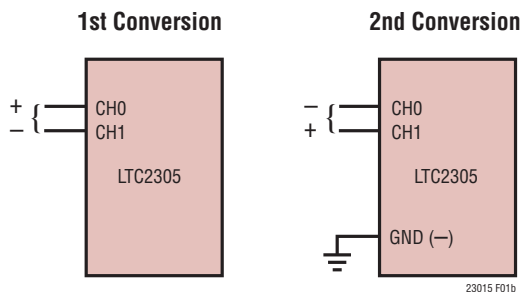 1st Conversion
+ { CH0
– CH1
LTC2305
2nd Conversion
– { CH0
+ CH1
LTC2305
GND (–)
23015 F01b